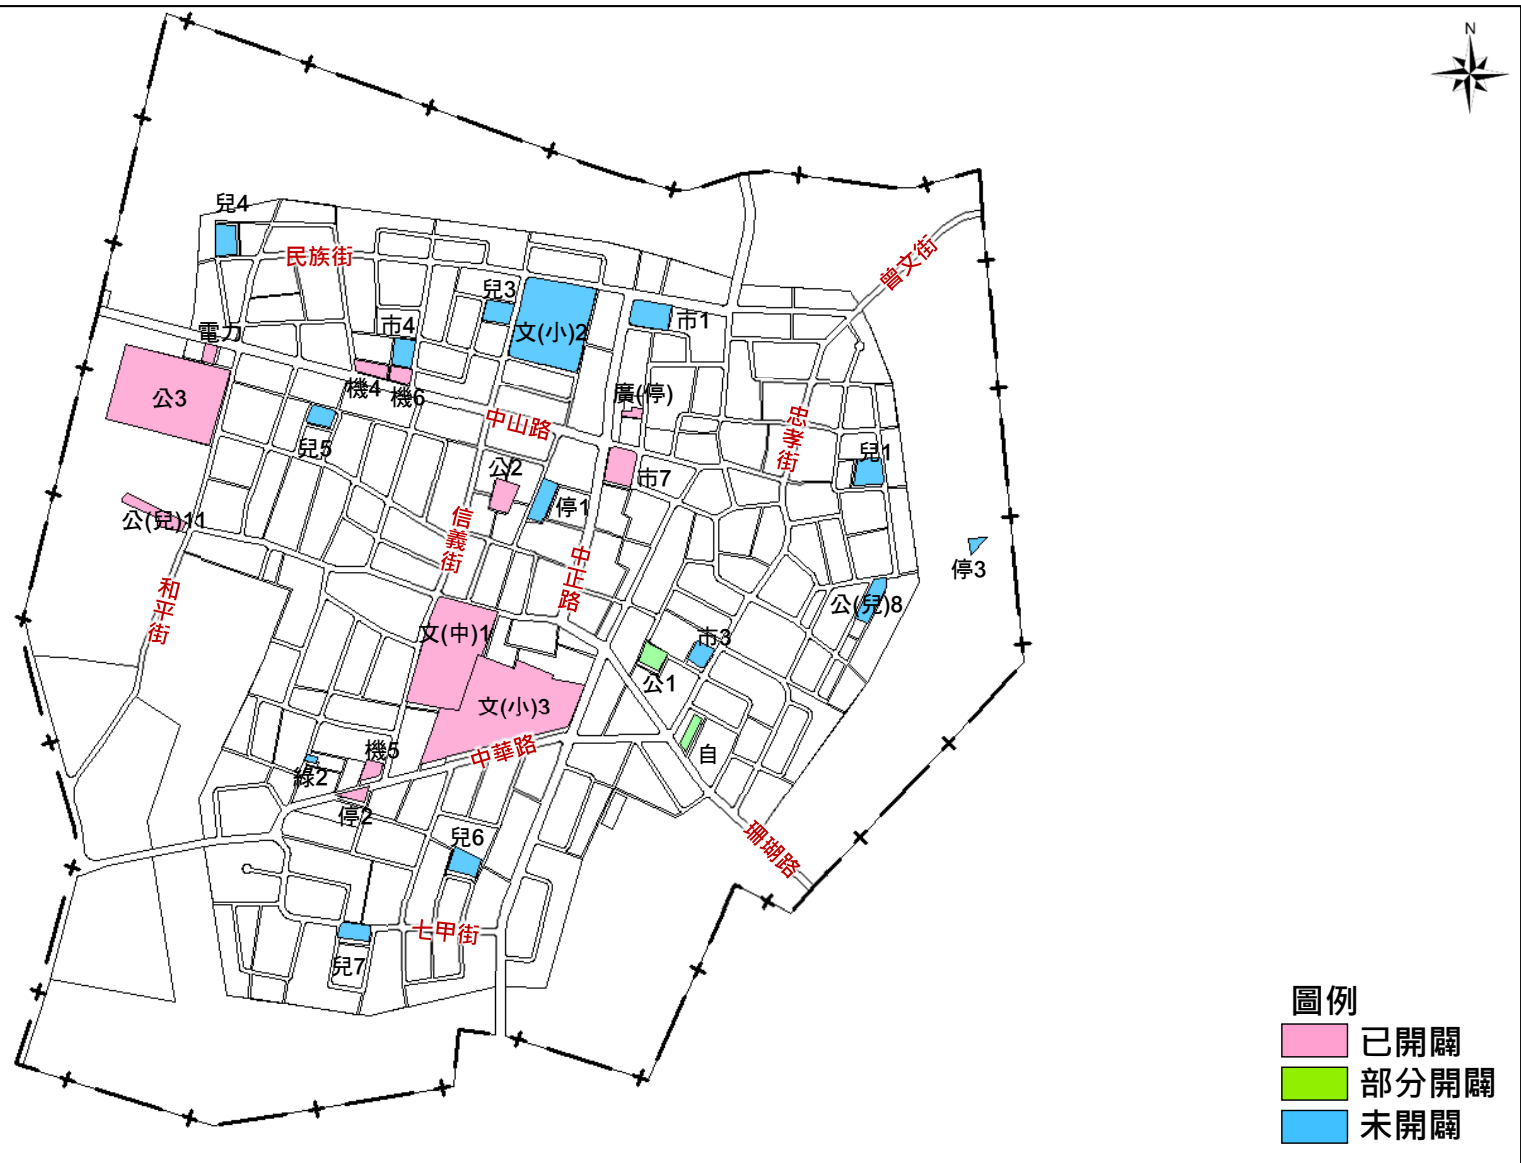 N
兒4
民族街
曾文街
兒3
市4
文(小)2
市1
電力
機4
機6
公3
廣(停)
中山路
忠孝街
兒5
兒1
公2
市7
停1
公(兒)11
信義街
中正路
停3
和平街
公(兒)8
文(中)1
市3
公1
文(小)3
中華路
機5
自
綠2
停2
兒6
珊瑚路
七甲街
兒7
圖例
已開闢
部分開闢
未開闢